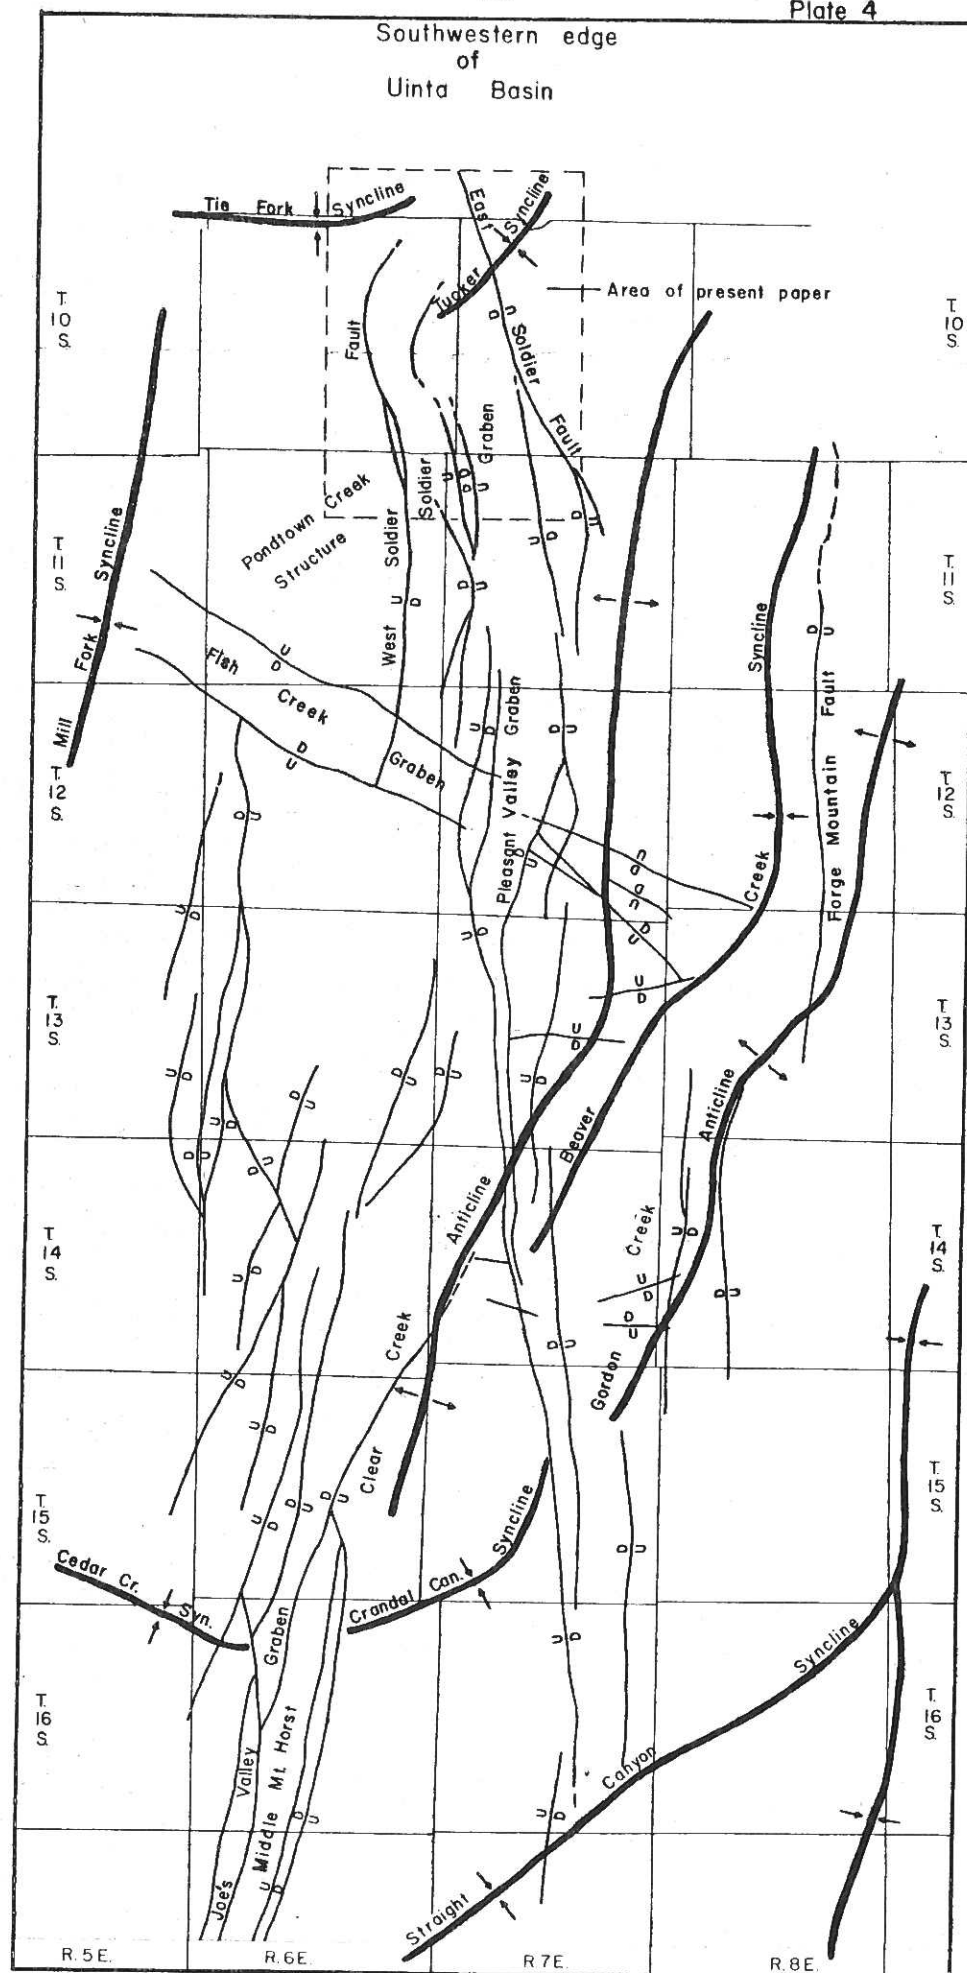 Plate 4
Southwestern edge
of
Uinta Basin
Tie Fork Syncline
East Soldier Fault
Tucker Syncline
Area of present paper
T.
10
S.
T.
10
S.
Fault
Graben
Soldier
West Soldier
Pondtown Creek
Structure
T.
11
S.
T.
11
S.
Mill Fork Syncline
Fish Creek Graben
Pleasant Valley Graben
Syncline
Creek
Beaver
Forge Mountain Fault
T.
12
S.
T.
12
S.
T.
13
S.
T.
13
S.
Anticline
Creek
Gordon
Anticline
Creek
Clear
T.
14
S.
T.
14
S.
T.
15
S.
T.
15
S.
Cedar Cr. Syn.
Crandal Can. Syncline
Joe's Valley Graben
Middle Mt. Horst
Straight Canyon Syncline
T.
16
S.
T.
16
S.
R. 5 E.
R. 6 E.
R. 7 E.
R. 8 E.